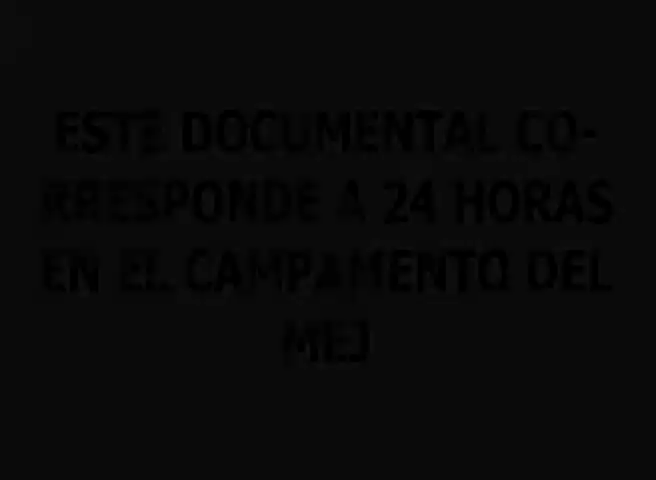 ESTE DOCUMENTAL CO-
RRESPONDE A 24 HORAS
EN EL CAMPAMENTO DEL
MEJ